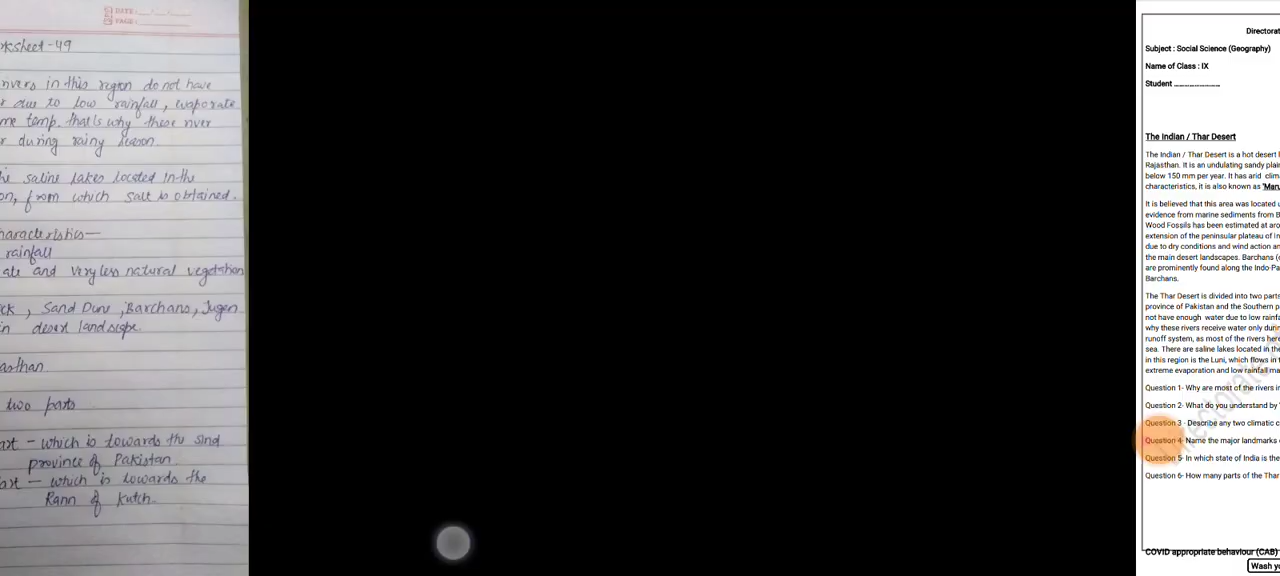 DATE: __/__/__
PAGE:
ksheet-49
rivers in this region do not have
r due to low rainfall, evaporate
me temp. that's why these river
r during rainy season
he saline lakes located in the
on, from which salt is obtained.
haracteristics—
rainfall
ate and very less natural vegetation
ck, Sand Dune, Barchans, Jugen
in desert landscape
asthan
two parts
art - which is towards the sind
province of Pakistan
art - which is towards the
Rann of Kutch.
Directorat
Subject : Social Science (Geography)
Name of Class : IX
Student ........................
The Indian / Thar Desert
The Indian / Thar Desert is a hot desert l
Rajasthan. It is an undulating sandy plai
below 150 mm per year. It has arid clim
characteristics, it is also known as 'Maru
It is believed that this area was located u
evidence from marine sediments from B
Wood Fossils has been estimated at aro
extension of the peninsular plateau of In
due to dry conditions and wind action an
the main desert landscapes. Barchans (
are prominently found along the Indo-Pa
Barchans.
The Thar Desert is divided into two parts
province of Pakistan and the Southern p
not have enough water due to low rainfa
why these rivers receive water only durin
runoff system, as most of the rivers here
sea. There are saline lakes located in the
in this region is the Luni, which flows in t
extreme evaporation and low rainfall ma
Question 1- Why are most of the rivers in
Question 2- What do you understand by '
Question 3 - Describe any two climatic c
Question 4- Name the major landmarks
Question 5- In which state of India is the
Question 6- How many parts of the Thar
COVID appropriate behaviour (CAB)
Wash yo